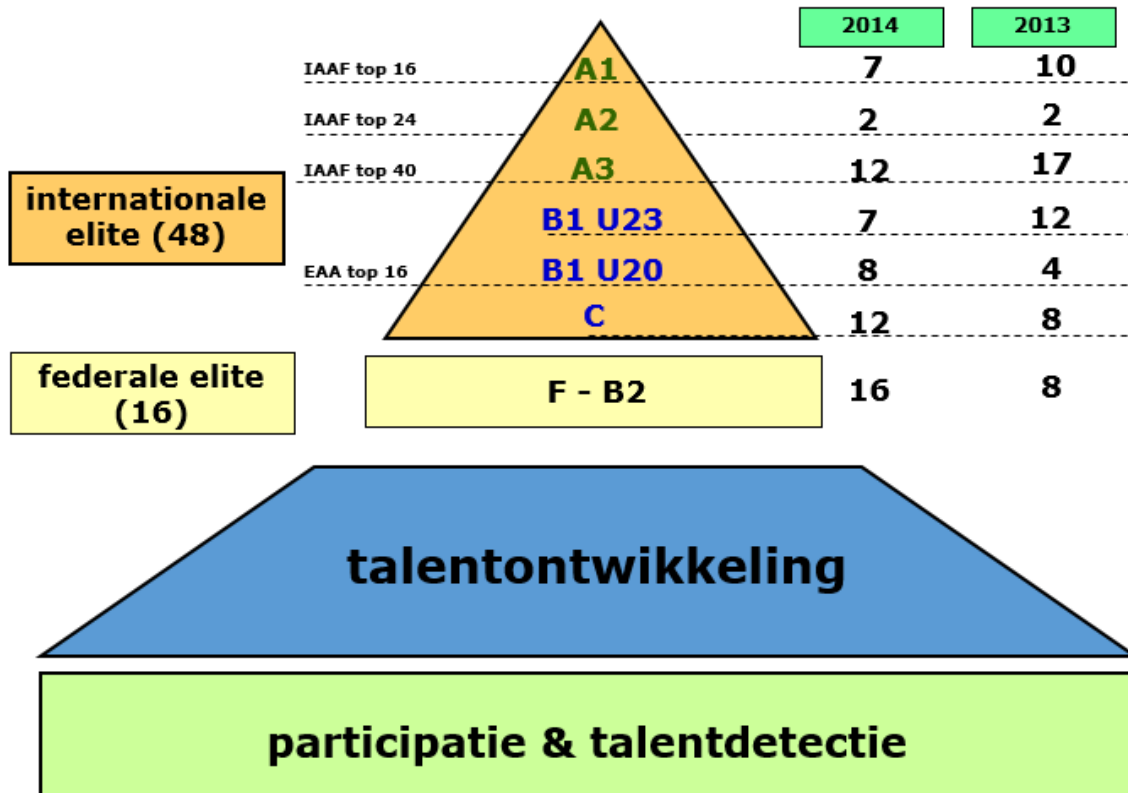 2014 2013
IAAF top 16 A1 7 10
IAAF top 24 A2 2 2
IAAF top 40 A3 12 17
internationale
elite (48)
B1 U23 7 12
EAA top 16 B1 U20 8 4
C 12 8
federale elite
(16)
F - B2 16 8
talentontwikkeling
participatie & talentdetectie